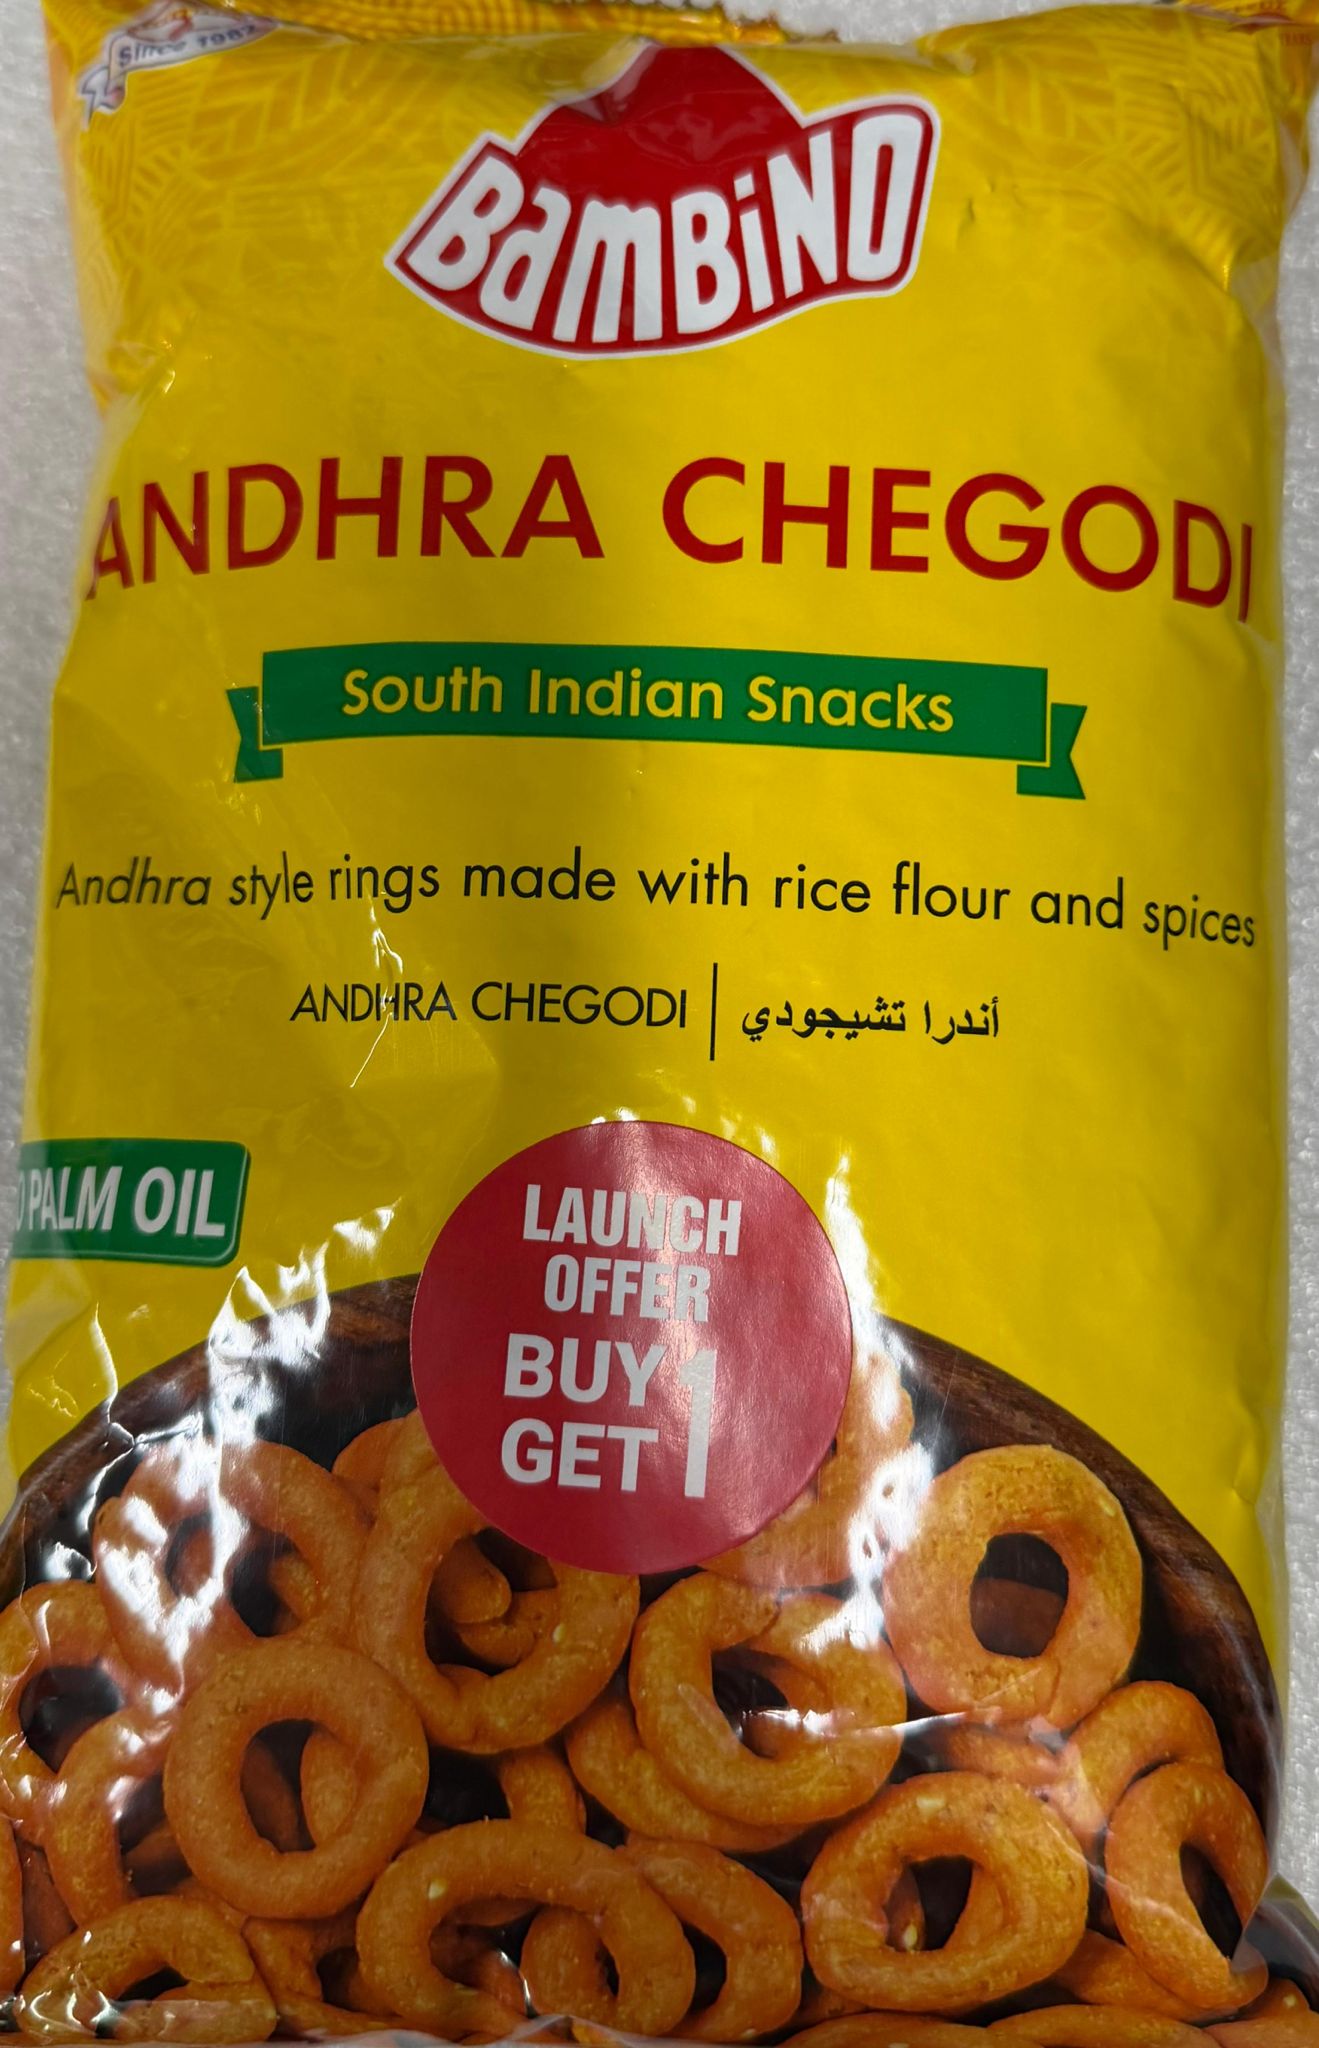 Since 1982
BAMBINO
ANDHRA CHEGODI
South Indian Snacks
Andhra style rings made with rice flour and spices
ANDHRA CHEGODI | أندرا تشيجودي
PALM OIL
LAUNCH
OFFER
BUY 1
GET 1